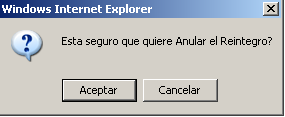 Windows Internet Explorer
Esta seguro que quiere Anular el Reintegro?
Aceptar
Cancelar